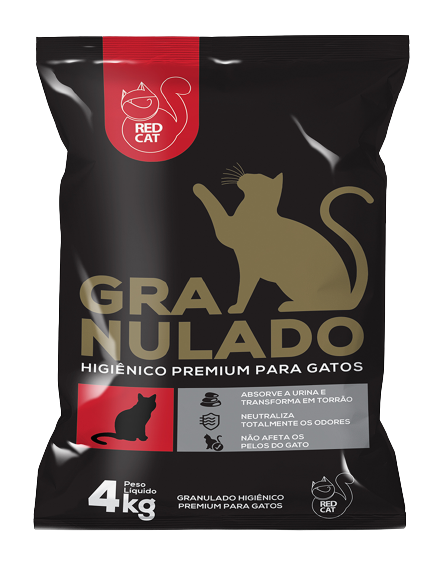 RED
CAT
GRA
NULADO
HIGIÊNICO PREMIUM PARA GATOS
ABSORVE A URINA E
TRANSFORMA EM TORRÃO
NEUTRALIZA
TOTALMENTE OS ODORES
NÃO AFETA OS
PELOS DO GATO
Peso
Líquido
4kg
GRANULADO HIGIÊNICO
PREMIUM PARA GATOS
RED
CAT